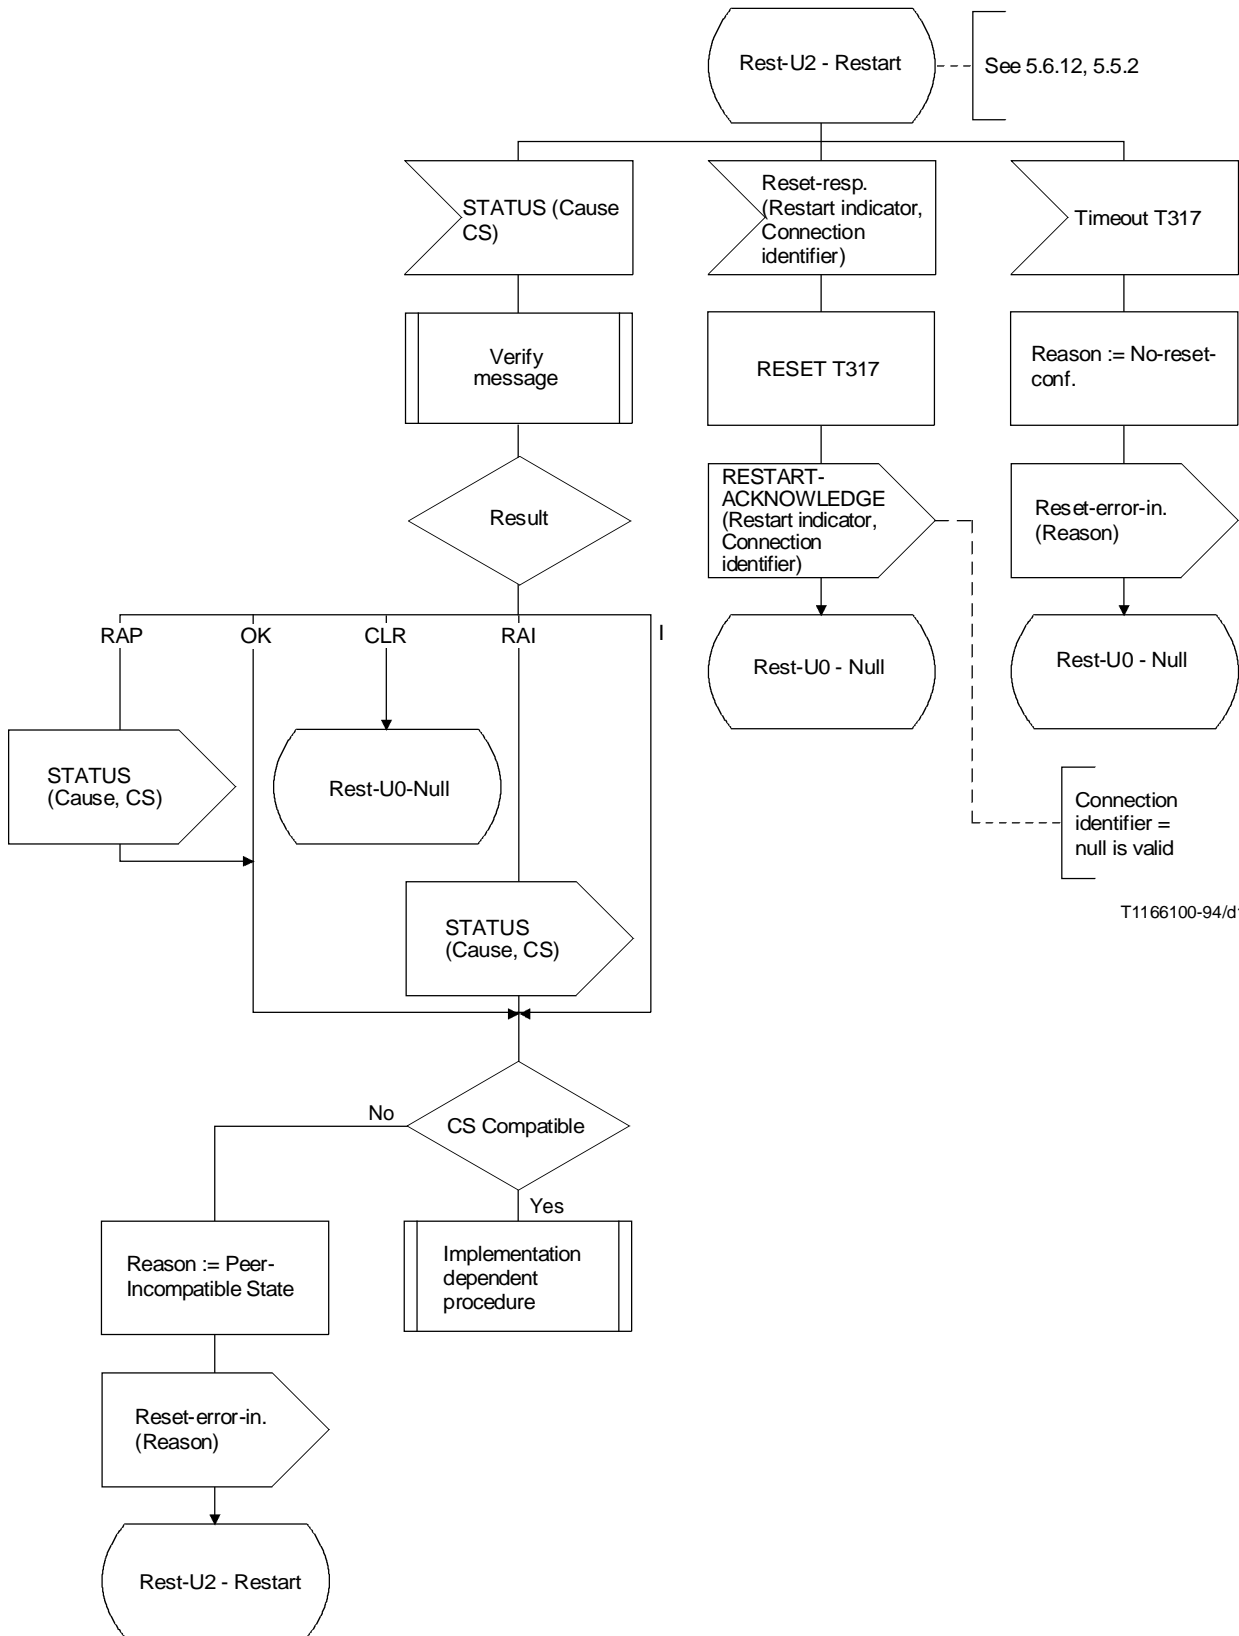 Rest-U2 - Restart
See 5.6.12, 5.5.2
STATUS (Cause
CS)
Reset-resp.
(Restart indicator,
Connection
identifier)
Timeout T317
Verify
message
RESET T317
Reason := No-reset-
conf.
Result
RESTART-
ACKNOWLEDGE
(Restart indicator,
Connection
identifier)
Reset-error-in.
(Reason)
RAP
OK
CLR
RAI
I
Rest-U0 - Null
Rest-U0 - Null
STATUS
(Cause, CS)
Rest-U0-Null
Connection
identifier =
null is valid
STATUS
(Cause, CS)
T1166100-94/d
No
CS Compatible
Yes
Reason := Peer-
Incompatible State
Implementation
dependent
procedure
Reset-error-in.
(Reason)
Rest-U2 - Restart